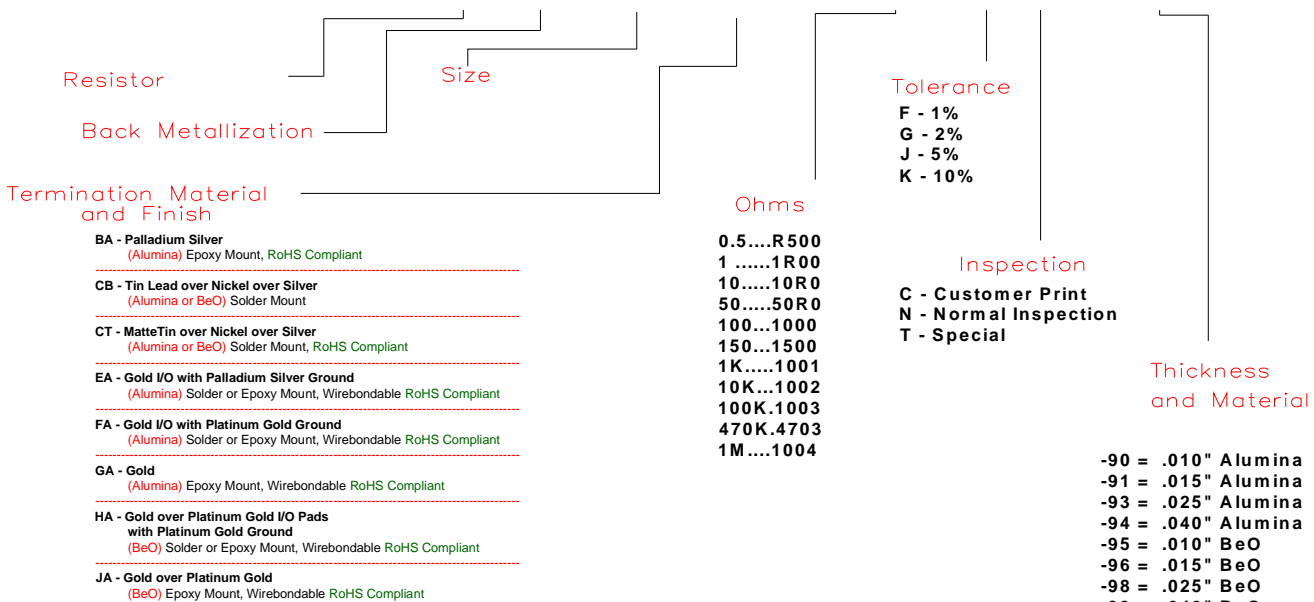 Resistor
Back Metallization
Size
Termination Material
and Finish
BA - Palladium Silver
(Alumina) Epoxy Mount, RoHS Compliant
CB - Tin Lead over Nickel over Silver
(Alumina or BeO) Solder Mount
CT - MatteTin over Nickel over Silver
(Alumina or BeO) Solder Mount, RoHS Compliant
EA - Gold I/O with Palladium Silver Ground
(Alumina) Solder or Epoxy Mount, Wirebondable RoHS Compliant
FA - Gold I/O with Platinum Gold Ground
(Alumina) Solder or Epoxy Mount, Wirebondable RoHS Compliant
GA - Gold
(Alumina) Epoxy Mount, Wirebondable RoHS Compliant
HA - Gold over Platinum Gold I/O Pads
with Platinum Gold Ground
(BeO) Solder or Epoxy Mount, Wirebondable RoHS Compliant
JA - Gold over Platinum Gold
(BeO) Epoxy Mount, Wirebondable RoHS Compliant
Ohms
0.5....R500
1 ......1R00
10.....10R0
50.....50R0
100...1000
150...1500
1K.....1001
10K...1002
100K.1003
470K.4703
1M....1004
Tolerance
F - 1%
G - 2%
J - 5%
K - 10%
Inspection
C - Customer Print
N - Normal Inspection
T - Special
Thickness
and Material
-90 = .010" Alumina
-91 = .015" Alumina
-93 = .025" Alumina
-94 = .040" Alumina
-95 = .010" BeO
-96 = .015" BeO
-98 = .025" BeO